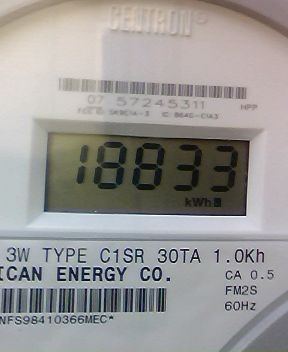 CENTRON®
07 57245311 HPP
18833
kWh
3W TYPE C1SR 30TA 1.0Kh
ICAN ENERGY CO.
CA 0.5
FM2S
60Hz
NFS98410366MEC*